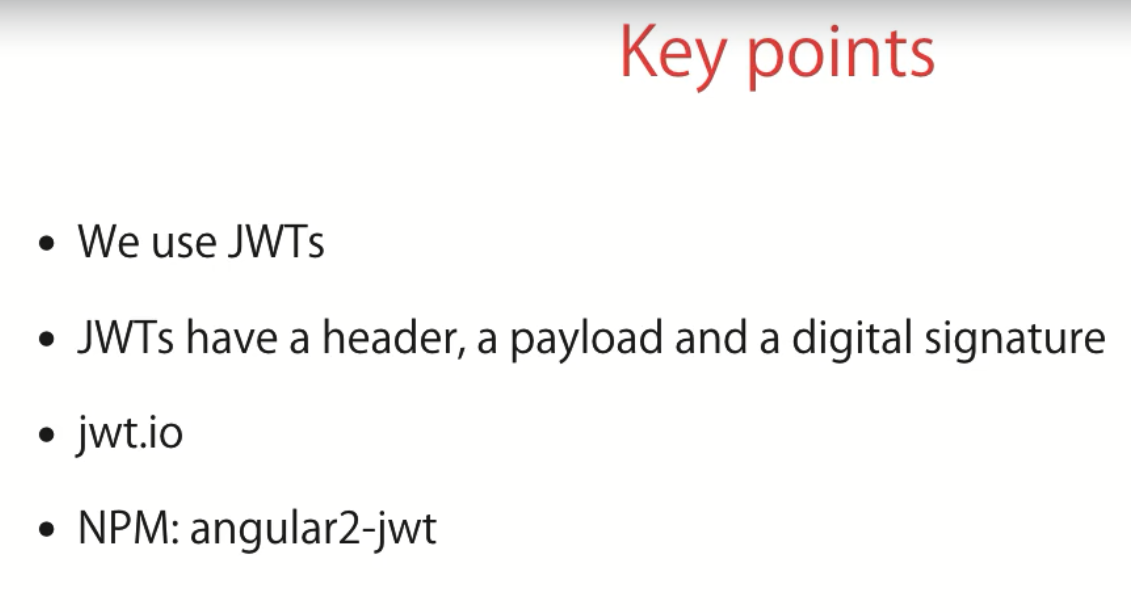 Key points
• We use JWTs
• JWTs have a header, a payload and a digital signature
• jwt.io
• NPM: angular2-jwt